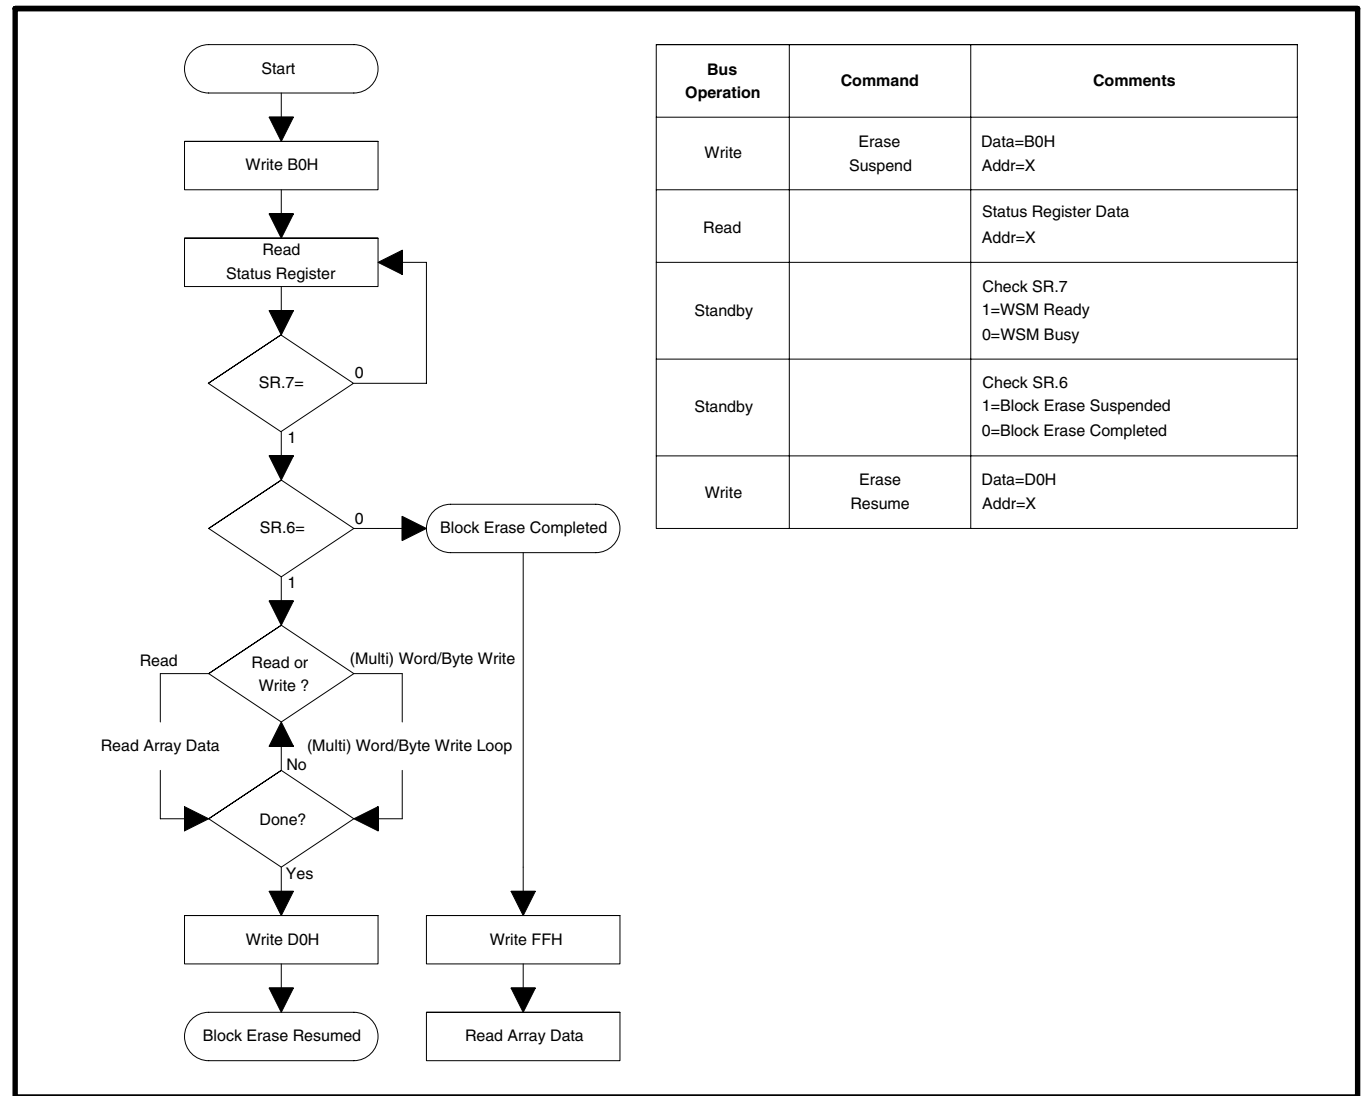 Start
Write B0H
Read
Status Register
SR.7=
0
1
SR.6=
0
Block Erase Completed
1
Read or
Write ?
Read
(Multi) Word/Byte Write
Read Array Data
(Multi) Word/Byte Write Loop
No
Done?
Yes
Write D0H
Write FFH
Block Erase Resumed
Read Array Data
Bus
Operation
Command
Comments
Write
Erase
Suspend
Data=B0H
Addr=X
Read
Status Register Data
Addr=X
Standby
Check SR.7
1=WSM Ready
0=WSM Busy
Standby
Check SR.6
1=Block Erase Suspended
0=Block Erase Completed
Write
Erase
Resume
Data=D0H
Addr=X